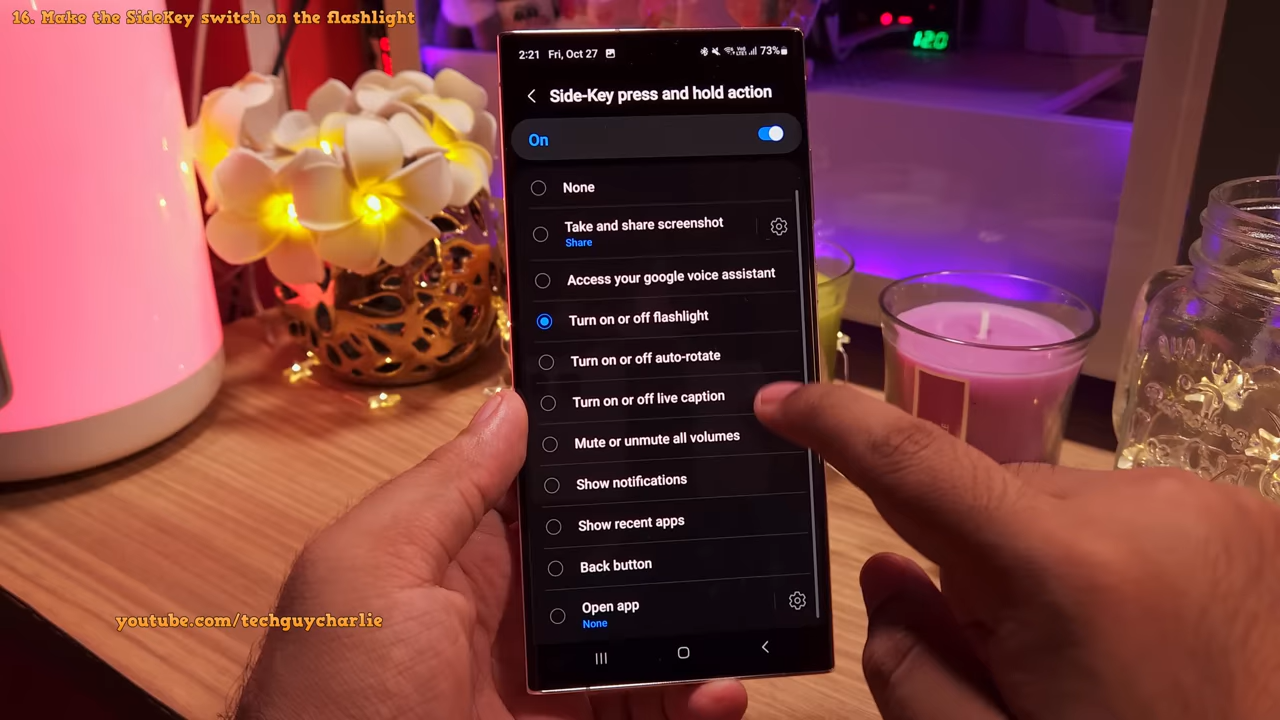 16. Make the SideKey switch on the flashlight
120
2:21 Fri, Oct 27 73%
Side-Key press and hold action
On
None
Take and share screenshot
Share
Access your google voice assistant
Turn on or off flashlight
Turn on or off auto-rotate
Turn on or off live caption
Mute or unmute all volumes
Show notifications
Show recent apps
Back button
Open app
None
youtube.com/techguycharlie